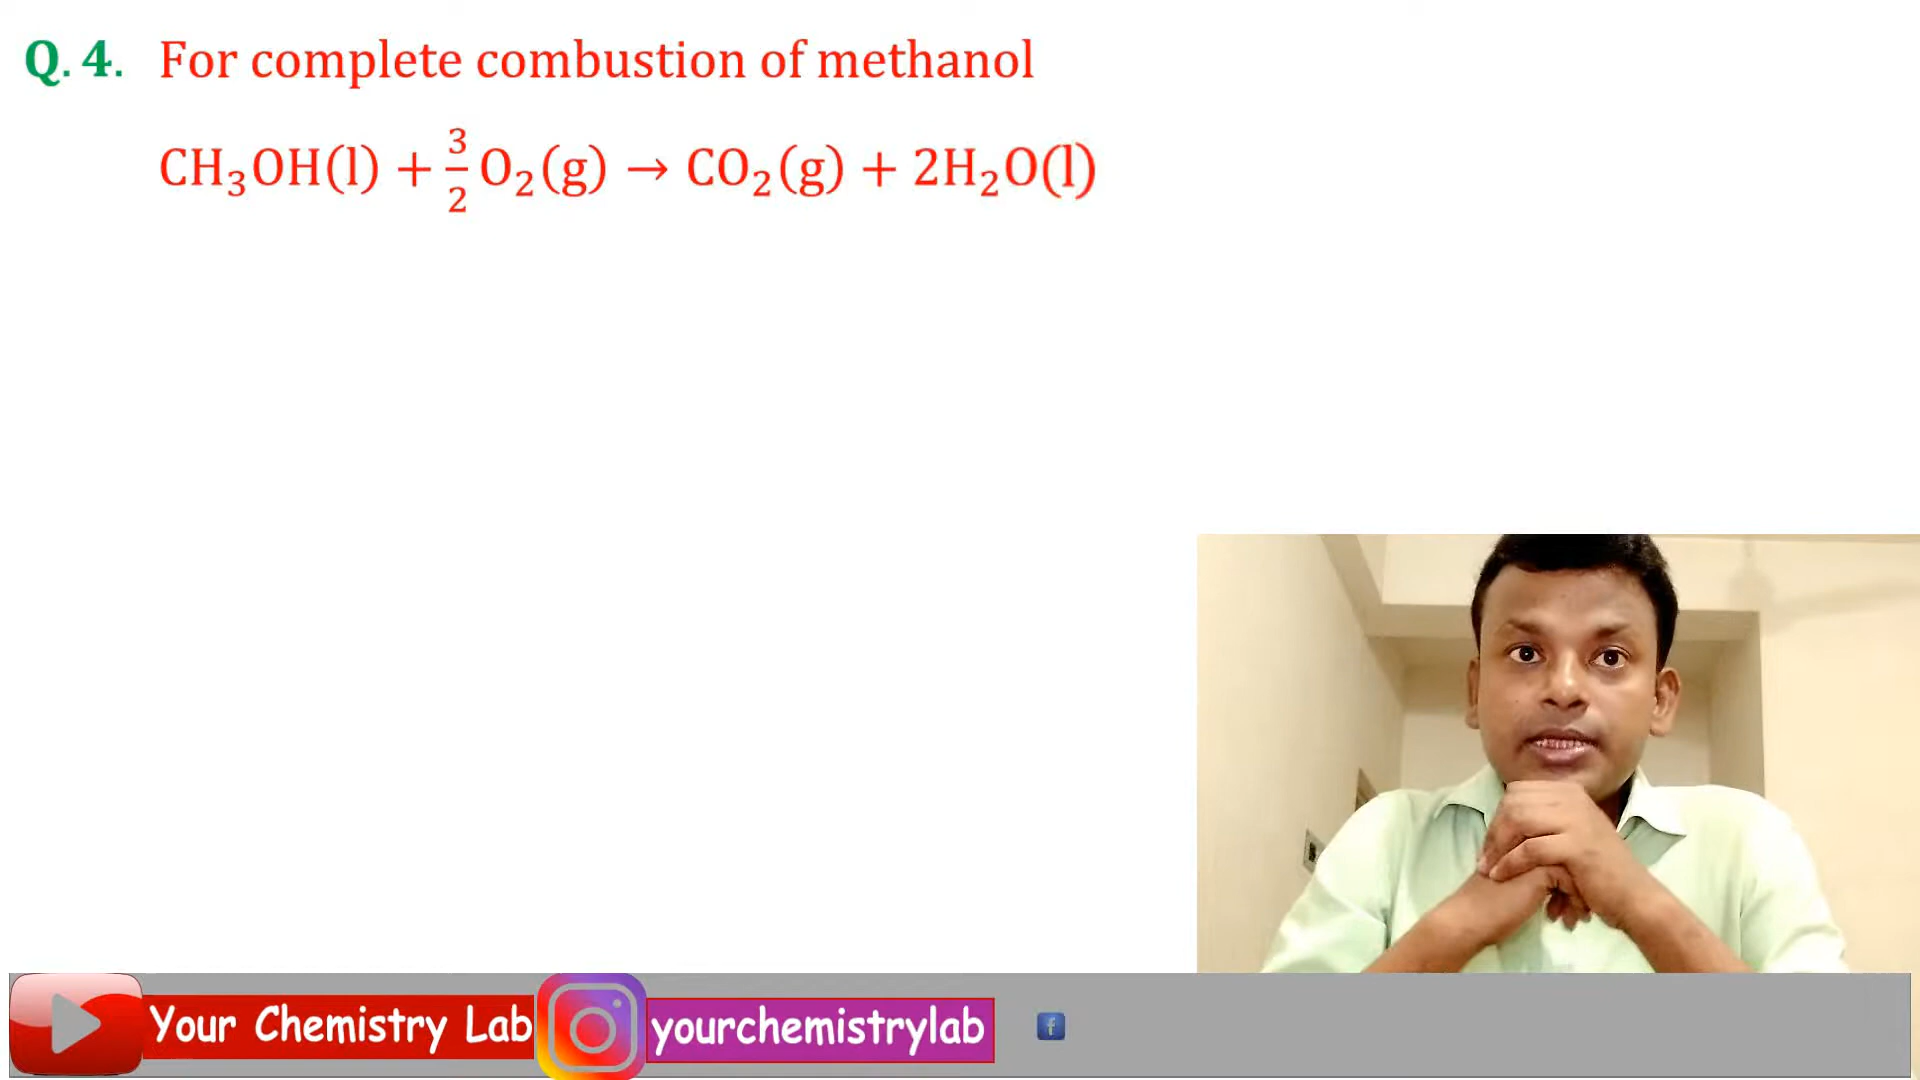 Q. 4. For complete combustion of methanol
CH₃OH(l) + 3/2 O₂(g) → CO₂(g) + 2H₂O(l)
Your Chemistry Lab
yourchemistrylab
f